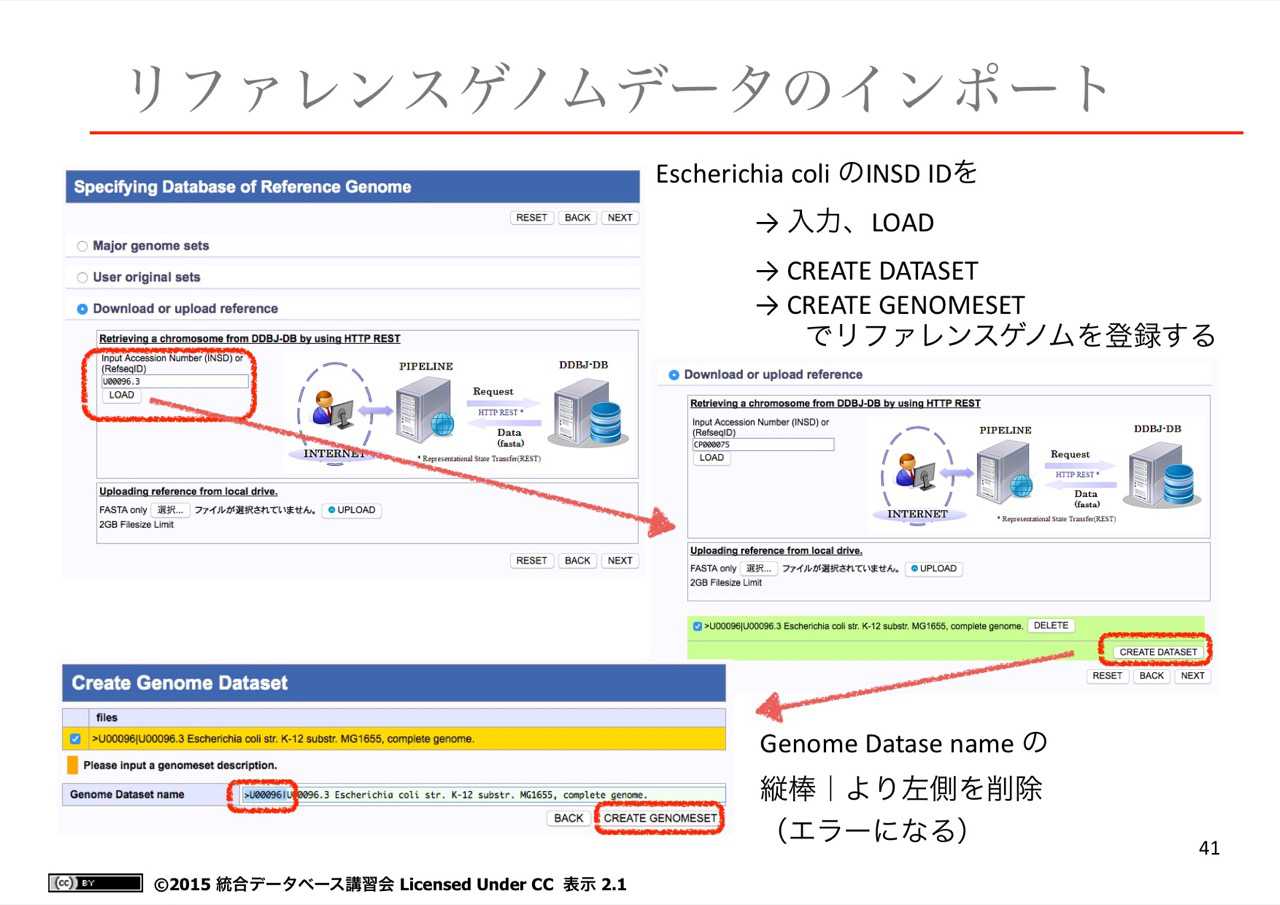 リファレンスゲノムデータのインポート
Specifying Database of Reference Genome
RESET BACK NEXT
Major genome sets
User original sets
Download or upload reference
Retrieving a chromosome from DDBJ-DB by using HTTP REST
Input Accession Number (INSD) or
(RefseqID)
U00096.3
LOAD
PIPELINE
DDBJ-DB
Request
HTTP REST *
Data
(fasta)
INTERNET
* Representational State Transfer(REST)
Uploading reference from local drive.
FASTA only 選択... ファイルが選択されていません。 UPLOAD
2GB Filesize Limit
RESET BACK NEXT
Escherichia coli のINSD IDを
→ 入力、LOAD
→ CREATE DATASET
→ CREATE GENOMESET
でリファレンスゲノムを登録する
Download or upload reference
Retrieving a chromosome from DDBJ-DB by using HTTP REST
Input Accession Number (INSD) or
(RefseqID)
CP000075
LOAD
PIPELINE
DDBJ-DB
Request
HTTP REST *
Data
(fasta)
INTERNET
* Representational State Transfer(REST)
Uploading reference from local drive.
FASTA only 選択... ファイルが選択されていません。 UPLOAD
2GB Filesize Limit
>U00096|U00096.3 Escherichia coli str. K-12 substr. MG1655, complete genome. DELETE
CREATE DATASET
RESET BACK NEXT
Create Genome Dataset
files
>U00096|U00096.3 Escherichia coli str. K-12 substr. MG1655, complete genome.
Please input a genomeset description.
Genome Dataset name >U00096|U00096.3 Escherichia coli str. K-12 substr. MG1655, complete genome.
BACK CREATE GENOMESET
Genome Datase name の
縦棒｜より左側を削除
（エラーになる）
41
cc BY ©2015 統合データベース講習会 Licensed Under CC 表示 2.1